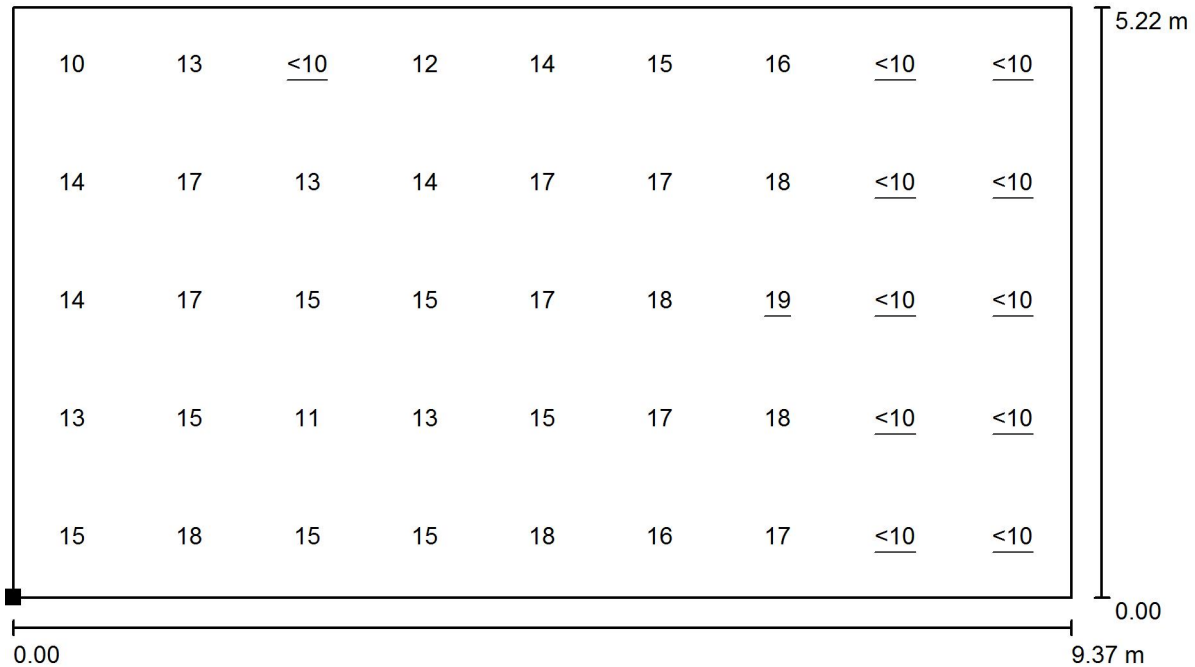 5.22 m
10 13 <10 12 14 15 16 <10 <10
14 17 13 14 17 17 18 <10 <10
14 17 15 15 17 18 19 <10 <10
13 15 11 13 15 17 18 <10 <10
15 18 15 15 18 16 17 <10 <10
0.00
0.00 9.37 m